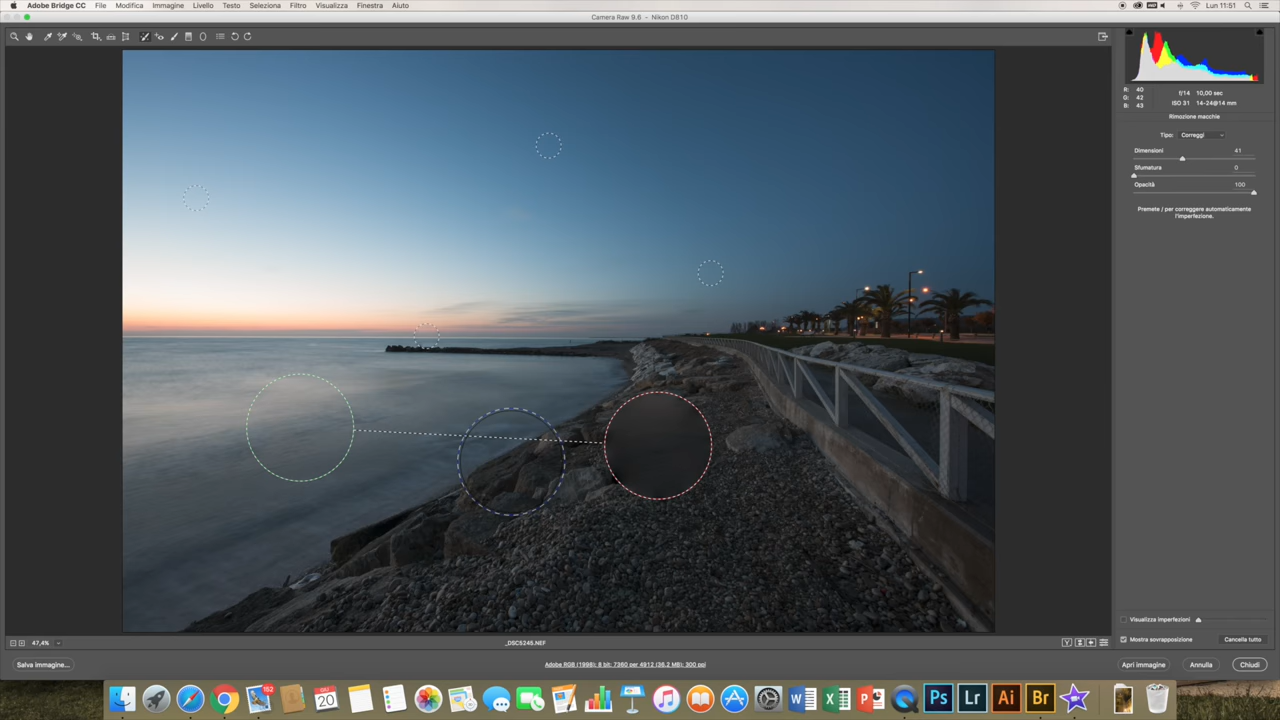 Adobe Bridge CC File Modifica Immagine Livello Testo Seleziona Filtro Visualizza Finestra Aiuto
Lun 11:51
Camera Raw 9.6 - Nikon D810
R: 40
G: 42
B: 43
f/14 10,00 sec
ISO 31 14-24@14 mm
Rimozione macchie
Tipo: Correggi
Dimensioni 41
Sfumatura 0
Opacità 100
Premete / per correggere automaticamente
l'imperfezione.
Visualizza imperfezioni
Mostra sovrapposizione
Cancella tutto
47,4%
_DSC5245.NEF
Y
Salva immagine...
Adobe RGB (1998); 8 bit; 7360 per 4912 (36,2 MP); 300 ppi
Apri immagine
Annulla
Chiudi
152
20
Ps
Lr
Ai
Br